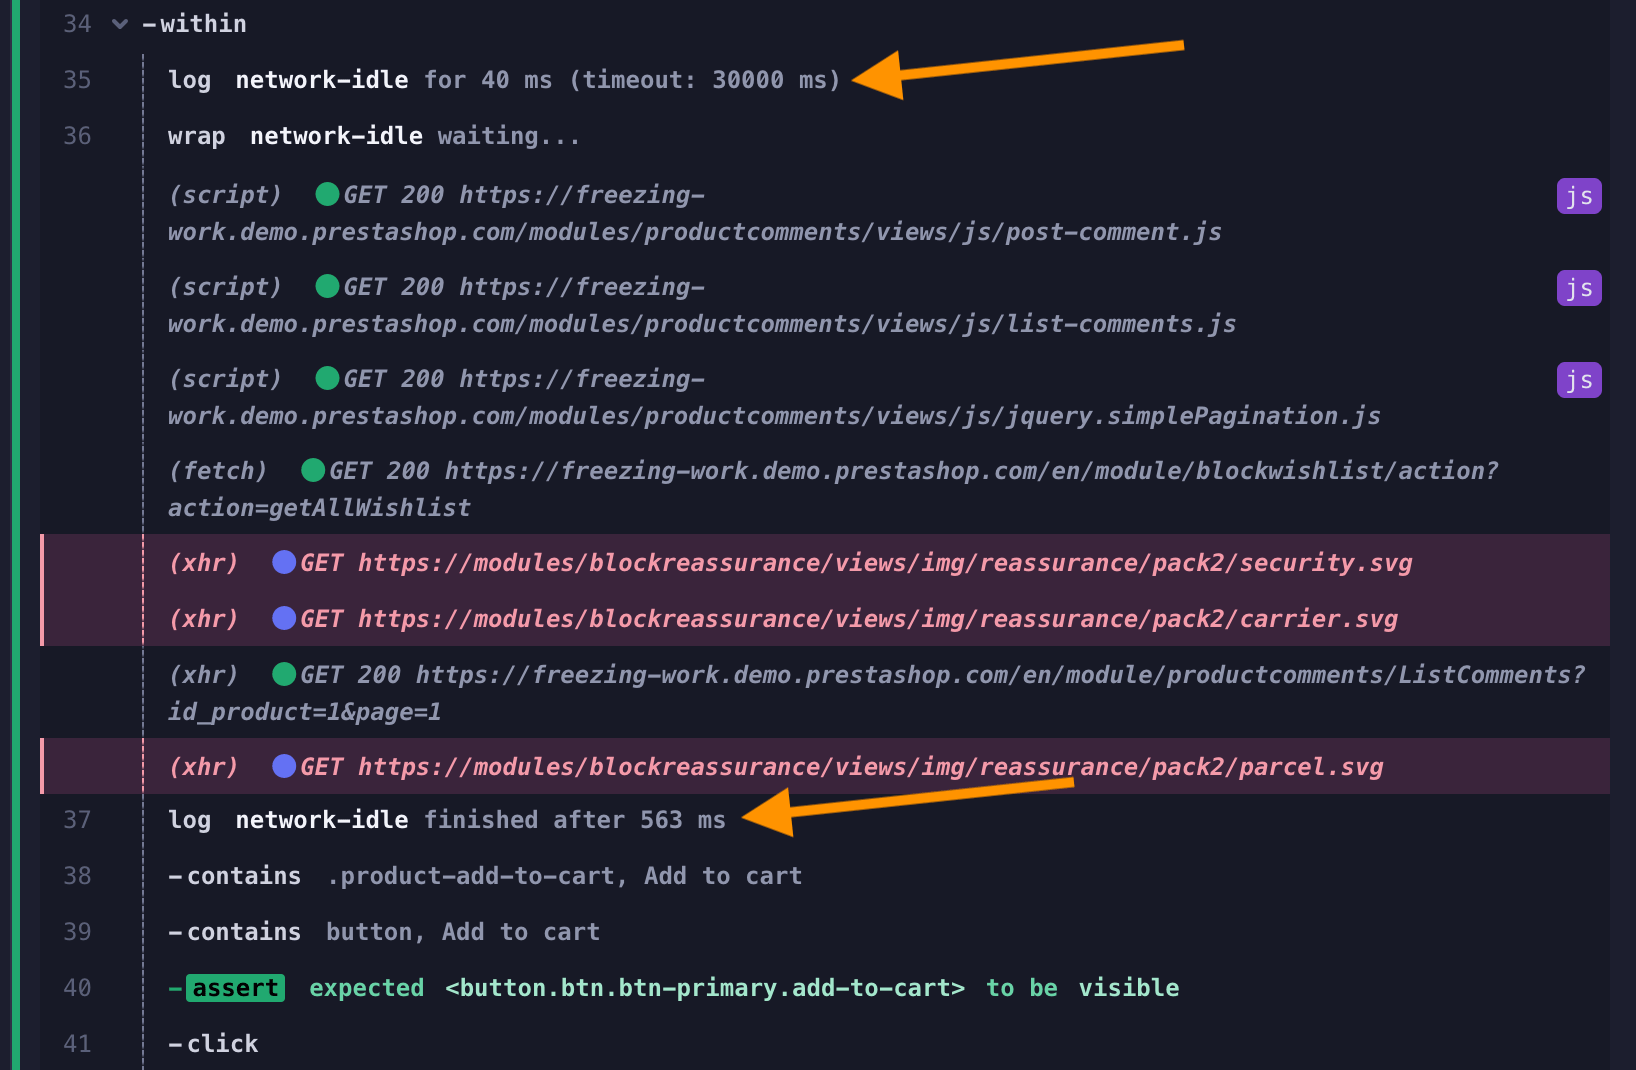 34 -within
35 log network-idle for 40 ms (timeout: 30000 ms)
36 wrap network-idle waiting...
(script) GET 200 https://freezing- js
work.demo.prestashop.com/modules/productcomments/views/js/post-comment.js
(script) GET 200 https://freezing- js
work.demo.prestashop.com/modules/productcomments/views/js/list-comments.js
(script) GET 200 https://freezing- js
work.demo.prestashop.com/modules/productcomments/views/js/jquery.simplePagination.js
(fetch) GET 200 https://freezing-work.demo.prestashop.com/en/module/blockwishlist/action?
action=getAllWishlist
(xhr) GET https://modules/blockreassurance/views/img/reassurance/pack2/security.svg
(xhr) GET https://modules/blockreassurance/views/img/reassurance/pack2/carrier.svg
(xhr) GET 200 https://freezing-work.demo.prestashop.com/en/module/productcomments/ListComments?
id_product=1&page=1
(xhr) GET https://modules/blockreassurance/views/img/reassurance/pack2/parcel.svg
37 log network-idle finished after 563 ms
38 -contains .product-add-to-cart, Add to cart
39 -contains button, Add to cart
40 -assert expected <button.btn.btn-primary.add-to-cart> to be visible
41 -click